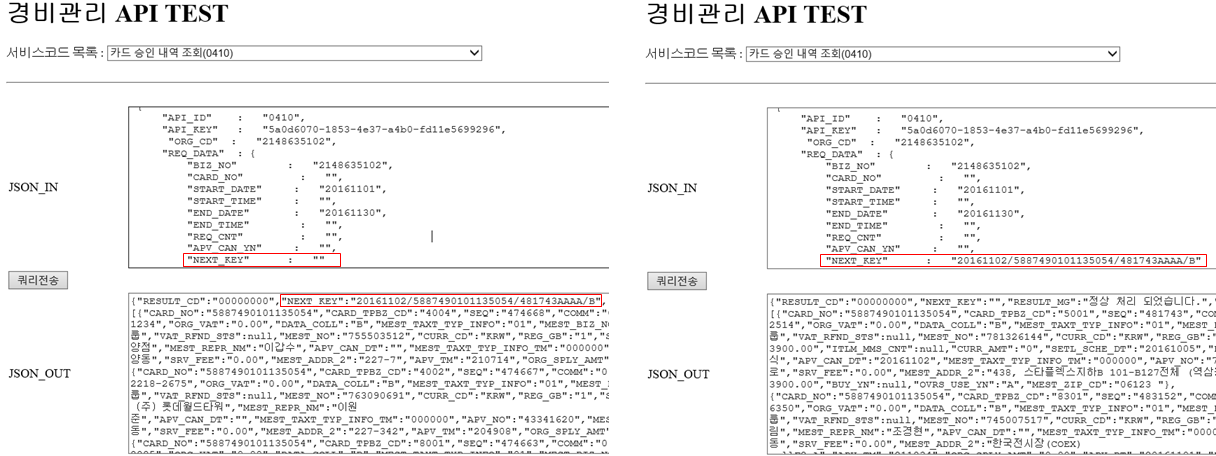 경비관리 API TEST
서비스코드 목록 : 카드 승인 내역 조회(0410)
JSON_IN
"API_ID" : "0410",
"API_KEY" : "5a0d6070-1853-4e37-a4b0-fd11e5699296",
"ORG_CD" : "2148635102",
"REQ_DATA" : {
"BIZ_NO" : "2148635102",
"CARD_NO" : "",
"START_DATE" : "20161101",
"START_TIME" : "",
"END_DATE" : "20161130",
"END_TIME" : "",
"REQ_CNT" : "",
"APV_CAN_YN" : "",
"NEXT_KEY" : ""
쿼리전송
JSON_OUT
{"RESULT_CD":"00000000","NEXT_KEY":"20161102/5887490101135054/481743AAAA/B",
[{"CARD_NO":"5887490101135054","CARD_TPBZ_CD":"4004","SEQ":"474668","COMM":"
1234","ORG_VAT":"0.00","DATA_COLL":"B","MEST_TAXT_TYP_INFO":"01","MEST_BIZ_NO
룹","VAT_RFND_STS":null,"MEST_NO":"755503512","CURR_CD":"KRW","REG_GB":"1","S
양점","MEST_REPR_NM":"이갑수","APV_CAN_DT":"","MEST_TAXT_TYP_INFO_TM":"000000"
양동","SRV_FEE":"0.00","MEST_ADDR_2":"227-7","APV_TM":"210714","ORG_SPLY_AMT"
{"CARD_NO":"5887490101135054","CARD_TPBZ_CD":"4002","SEQ":"474667","COMM":"0
2218-2675","ORG_VAT":"0.00","DATA_COLL":"B","MEST_TAXT_TYP_INFO":"01","MEST_B
룹","VAT_RFND_STS":null,"MEST_NO":"763090691","CURR_CD":"KRW","REG_GB":"1","S
(주) 롯데월드타워","MEST_REPR_NM":"이원
준","APV_CAN_DT":"","MEST_TAXT_TYP_INFO_TM":"000000","APV_NO":"43341620","M
동","SRV_FEE":"0.00","MEST_ADDR_2":"227-342","APV_TM":"204908","ORG_SPLY_AMT"
{"CARD_NO":"5887490101135054","CARD_TPBZ_CD":"8001","SEQ":"474663","COMM":"0
경비관리 API TEST
서비스코드 목록 : 카드 승인 내역 조회(0410)
JSON_IN
"API_ID" : "0410",
"API_KEY" : "5a0d6070-1853-4e37-a4b0-fd11e5699296",
"ORG_CD" : "2148635102",
"REQ_DATA" : {
"BIZ_NO" : "2148635102",
"CARD_NO" : "",
"START_DATE" : "20161101",
"START_TIME" : "",
"END_DATE" : "20161130",
"END_TIME" : "",
"REQ_CNT" : "",
"APV_CAN_YN" : "",
"NEXT_KEY" : "20161102/5887490101135054/481743AAAA/B"
쿼리전송
JSON_OUT
{"RESULT_CD":"00000000","NEXT_KEY":"","RESULT_MG":"정상 처리 되었습니다.",
[{"CARD_NO":"5887490101135054","CARD_TPBZ_CD":"5001","SEQ":"481743","COMM":"
2514","ORG_VAT":"0.00","DATA_COLL":"B","MEST_TAXT_TYP_INFO":"01","MEST_B
룹","VAT_RFND_STS":null,"MEST_NO":"781326144","CURR_CD":"KRW","REG_GB":"
3900.00","ITLM_MMS_CNT":null,"CURR_AMT":"0","SETL_SCHE_DT":"20161005","M
식","APV_CAN_DT":"20161102","MEST_TAXT_TYP_INFO_TM":"000000","APV_NO":"7
로","SRV_FEE":"0.00","MEST_ADDR_2":"438, 스타플렉스지하B 101-B127전체 (역삼
3900.00","BUY_YN":null,"OVRS_USE_YN":"A","MEST_ZIP_CD":"06123 "},
{"CARD_NO":"5887490101135054","CARD_TPBZ_CD":"8301","SEQ":"483152","COMM
6350","ORG_VAT":"0.00","DATA_COLL":"B","MEST_TAXT_TYP_INFO":"01","MEST_B
룹","VAT_RFND_STS":null,"MEST_NO":"745007517","CURR_CD":"KRW","REG_GB":"
림","MEST_REPR_NM":"조경현","APV_CAN_DT":"","MEST_TAXT_TYP_INFO_TM":"000
동","SRV_FEE":"0.00","MEST_ADDR_2":"한국전시장(COEX)